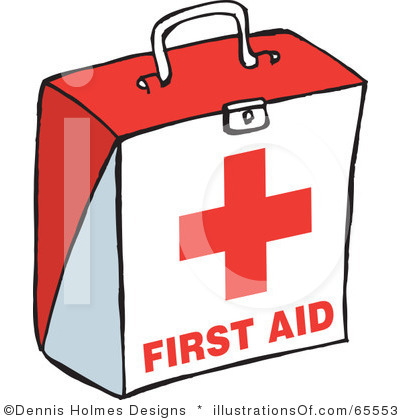 FIRST AID
©Dennis Holmes Designs * illustrationsOf.com/65553